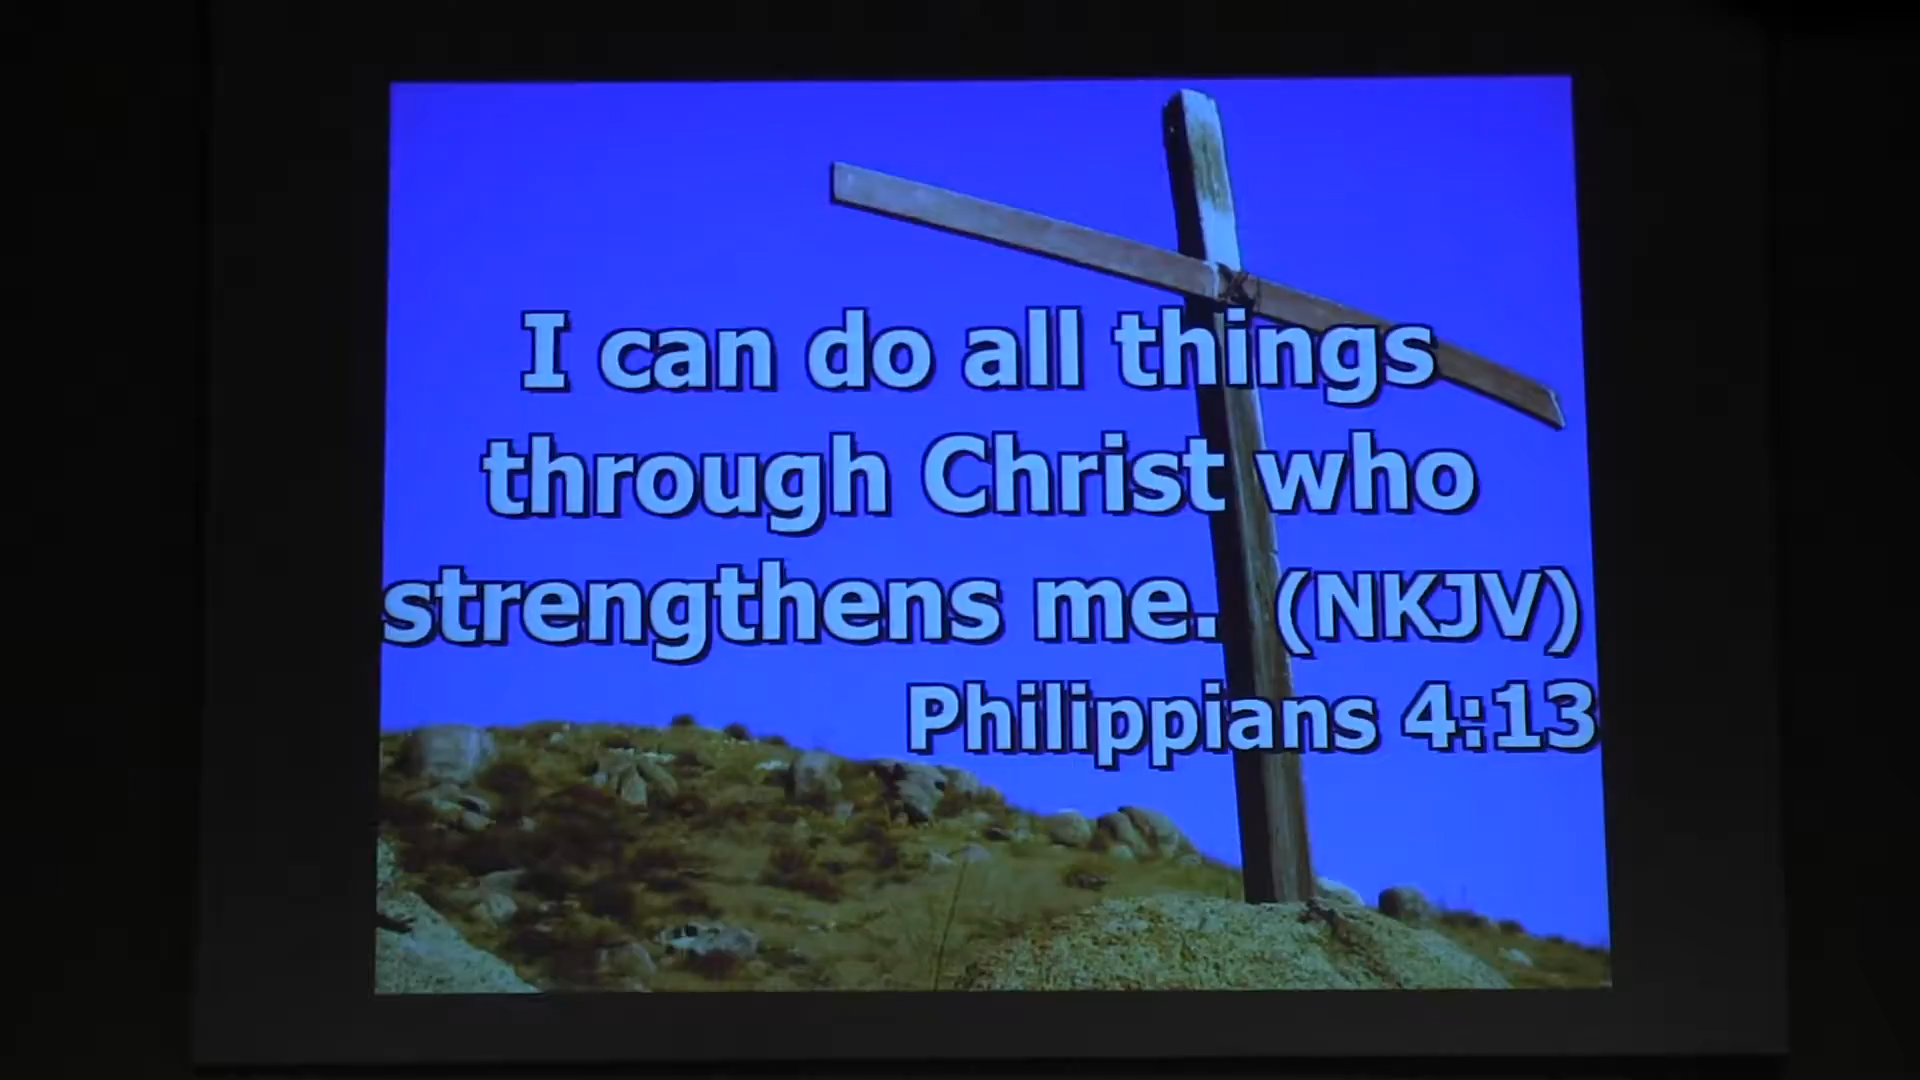 I can do all things
through Christ who
strengthens me. (NKJV)
Philippians 4:13